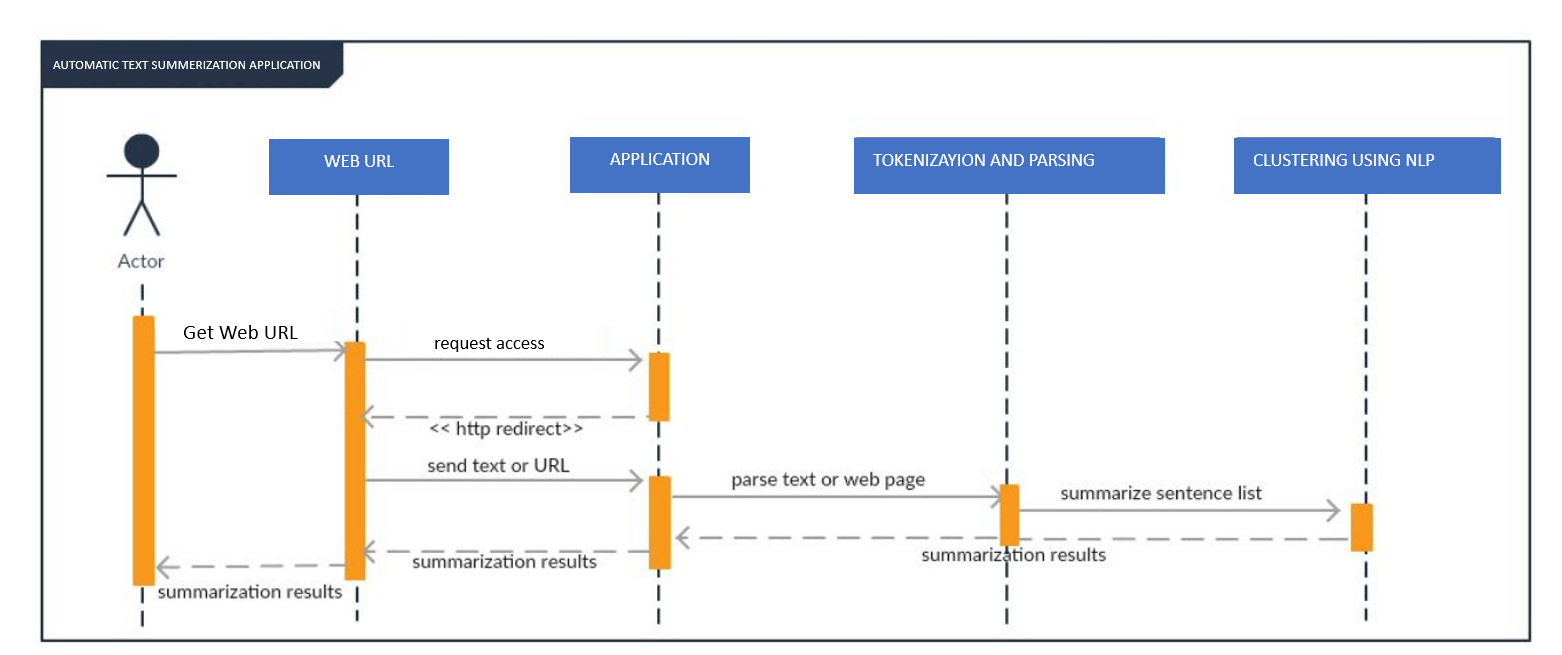 AUTOMATIC TEXT SUMMERIZATION APPLICATION
WEB URL
APPLICATION
TOKENIZAYION AND PARSING
CLUSTERING USING NLP
Actor
Get Web URL
request access
<< http redirect>>
send text or URL
parse text or web page
summarize sentence list
summarization results
summarization results
summarization results